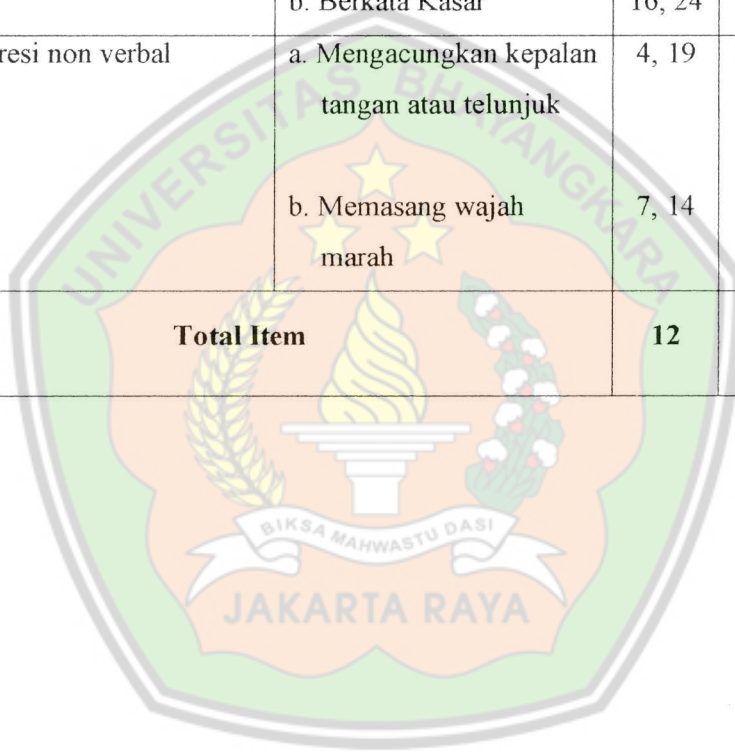 b. Berkata Kasar 16, 24
resi non verbal a. Mengacungkan kepalan 4, 19
tangan atau telunjuk
b. Memasang wajah 7, 14
marah
Total Item 12
UNIVERSITAS BHAYANGKARA
BIKSA MAHWASTU DASI
JAKARTA RAYA